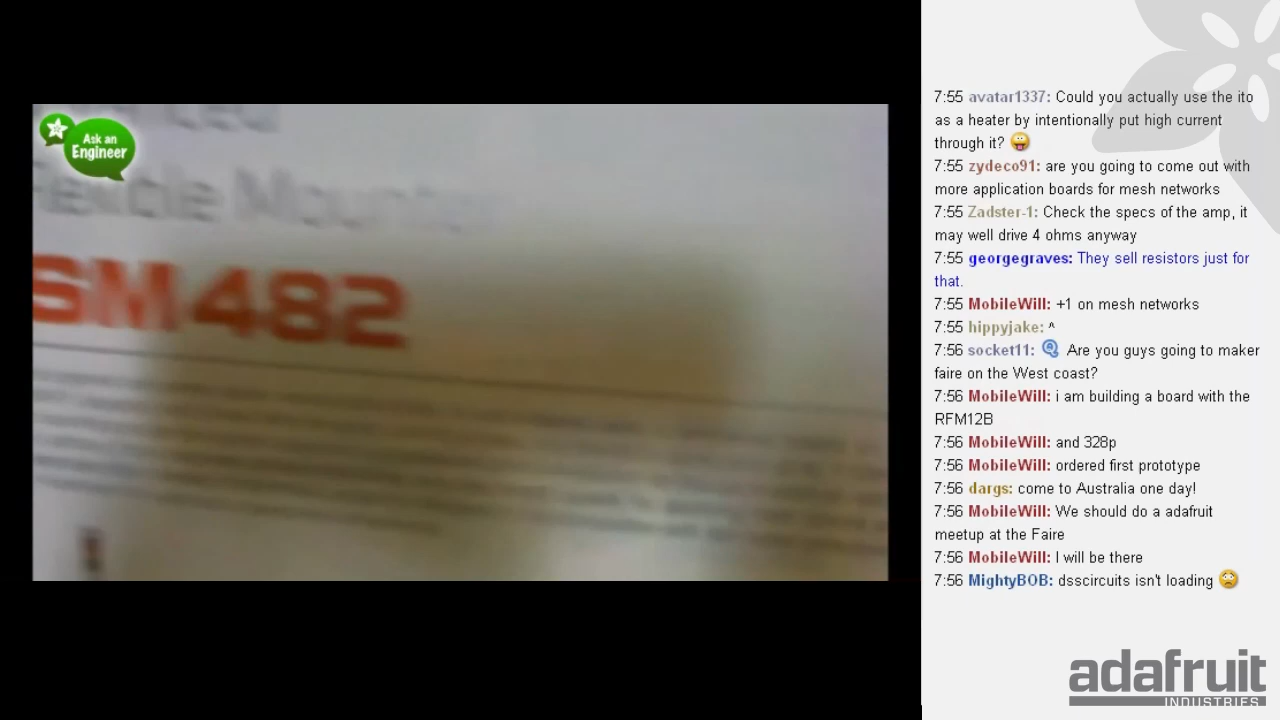 Ask an
Engineer
SM482
7:55 avatar1337: Could you actually use the ito
as a heater by intentionally put high current
through it?
7:55 zydeco91: are you going to come out with
more application boards for mesh networks
7:55 Zadster-1: Check the specs of the amp, it
may well drive 4 ohms anyway
7:55 georgegraves: They sell resistors just for
that.
7:55 MobileWill: +1 on mesh networks
7:55 hippyjake: ^
7:56 socket11: Are you guys going to maker
faire on the West coast?
7:56 MobileWill: i am building a board with the
RFM12B
7:56 MobileWill: and 328p
7:56 MobileWill: ordered first prototype
7:56 dargs: come to Australia one day!
7:56 MobileWill: We should do a adafruit
meetup at the Faire
7:56 MobileWill: I will be there
7:56 MightyBOB: dsscircuits isn't loading
adafruit
INDUSTRIES